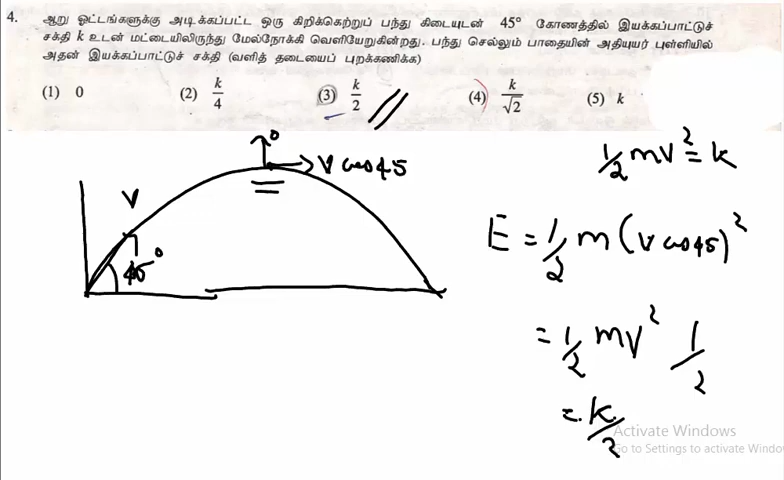 4. ஆறு ஓட்டங்களுக்கு அடிக்கப்பட்ட ஒரு கிறிக்கெற்றுப் பந்து கிடையுடன் 45° கோணத்தில் இயக்கப்பாட்டுச்
சக்தி k உடன் மட்டையிலிருந்து மேல்நோக்கி வெளியேறுகின்றது. பந்து செல்லும் பாதையின் அதியுயர் புள்ளியில்
அதன் இயக்கப்பாட்டுச் சக்தி (வளித் தடையைப் புறக்கணிக்க)
(1) 0 (2) k/4 (3) k/2 (4) k/√2 (5) k
0
V cos 45
V
45°
1/2 mv² = k
E = 1/2 m (v cos 45)²
= 1/2 mv² 1/2
= k/2
Activate Windows
Go to Settings to activate Windo